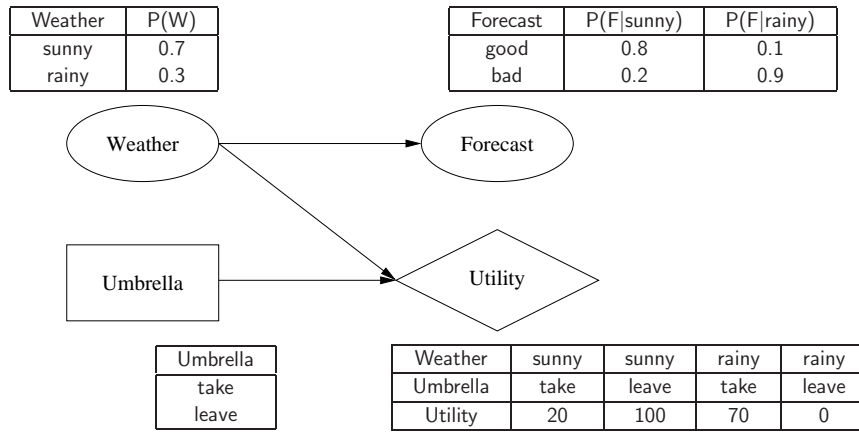 Weather P(W)
sunny 0.7
rainy 0.3
Forecast P(F|sunny) P(F|rainy)
good 0.8 0.1
bad 0.2 0.9
Weather
Forecast
Umbrella
Utility
Umbrella
take
leave
Weather sunny sunny rainy rainy
Umbrella take leave take leave
Utility 20 100 70 0